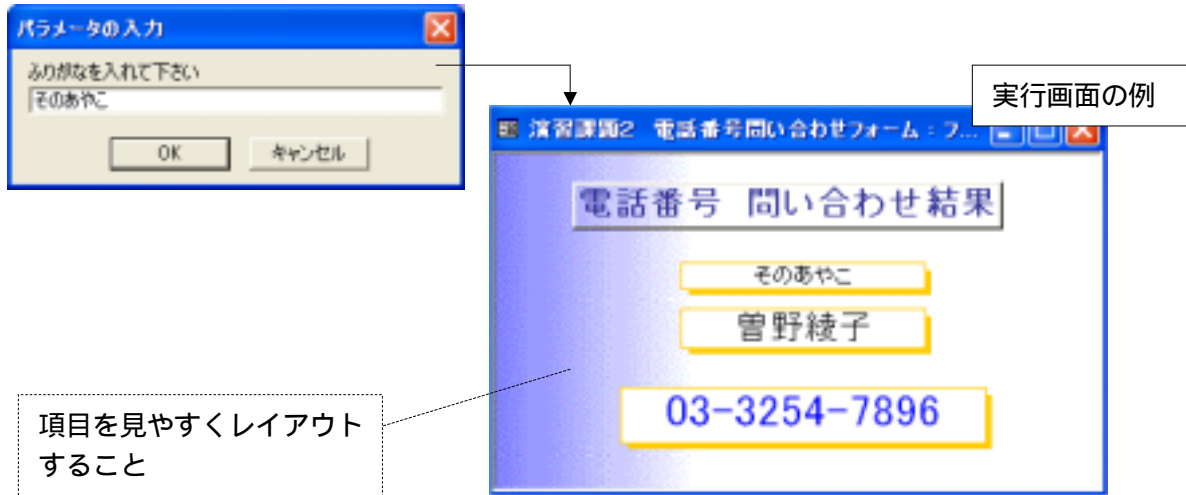 パラメータの入力
ふりがなを入れて下さい
そのあやこ
OK
キャンセル
実行画面の例
演習課題2 電話番号問い合わせフォーム : フ...
電話番号 問い合わせ結果
そのあやこ
曽野綾子
03-3254-7896
項目を見やすくレイアウト
すること